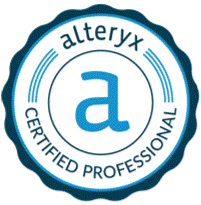 alteryx
a
CERTIFIED PROFESSIONAL